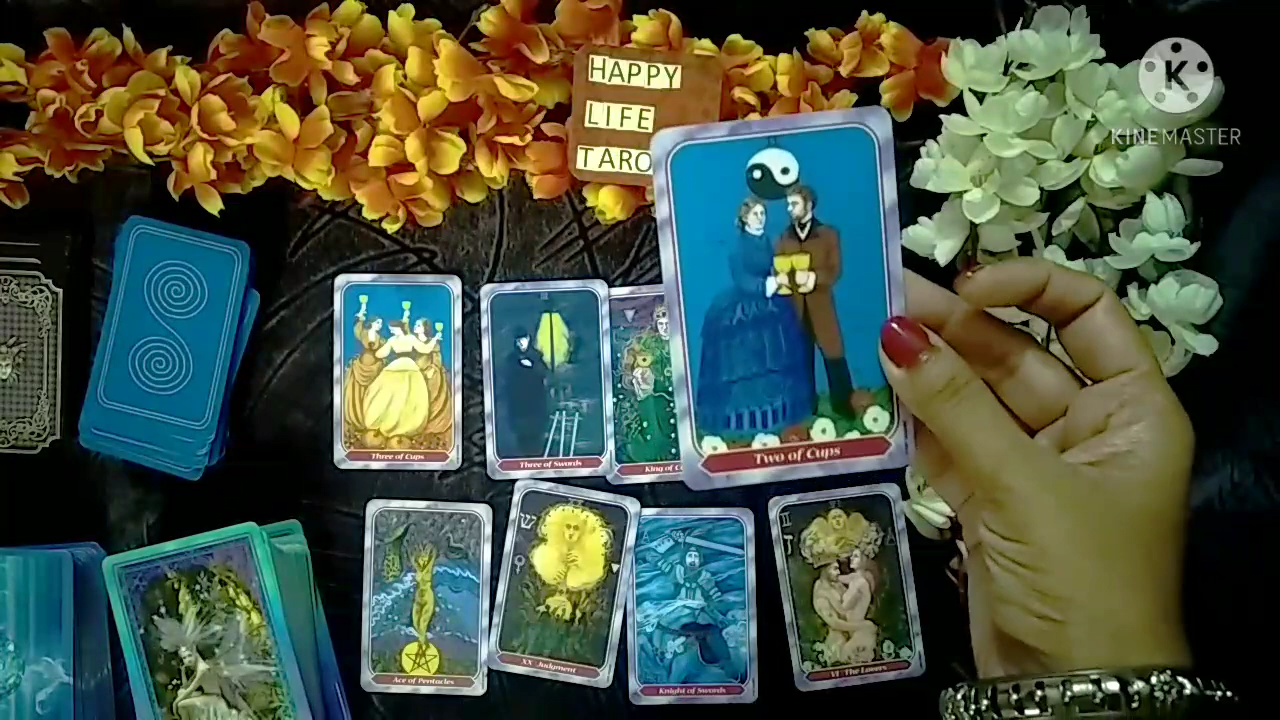 HAPPY
LIFE
TARO
KINEMASTER
Two of Cups
Three of Cups
Three of Swords
King of C
Ace of Pentacles
XX Judgment
Knight of Swords
VI The Lovers